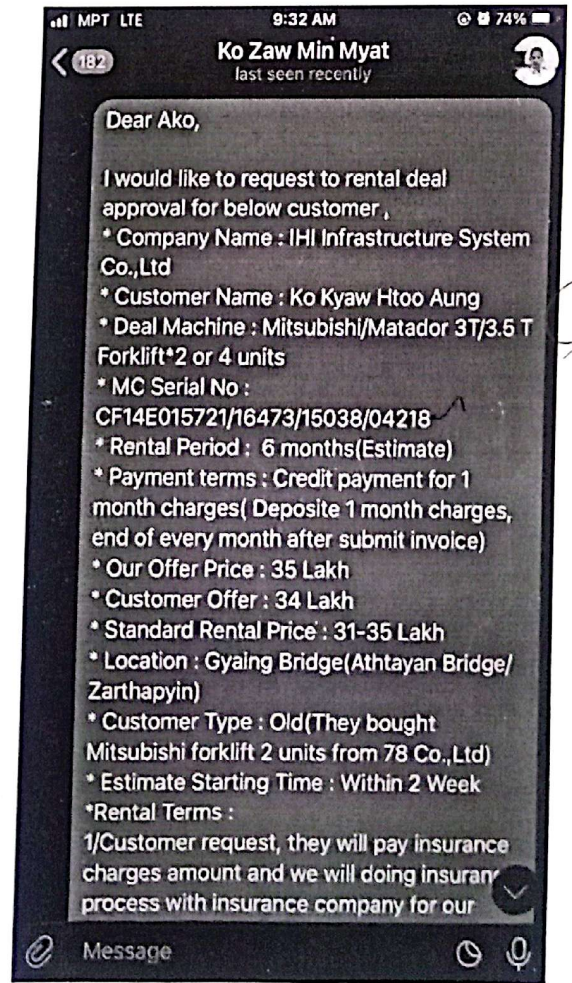 MPT LTE 9:32 AM 74%
182 Ko Zaw Min Myat
last seen recently
Dear Ako,
I would like to request to rental deal
approval for below customer ,
* Company Name : IHI Infrastructure System
Co.,Ltd
* Customer Name : Ko Kyaw Htoo Aung
* Deal Machine : Mitsubishi/Matador 3T/3.5 T
Forklift*2 or 4 units
* MC Serial No :
CF14E015721/16473/15038/04218
* Rental Period : 6 months(Estimate)
* Payment terms : Credit payment for 1
month charges( Deposite 1 month charges,
end of every month after submit invoice)
* Our Offer Price : 35 Lakh
* Customer Offer : 34 Lakh
* Standard Rental Price : 31-35 Lakh
* Location : Gyaing Bridge(Athtayan Bridge/
Zarthapyin)
* Customer Type : Old(They bought
Mitsubishi forklift 2 units from 78 Co.,Ltd)
* Estimate Starting Time : Within 2 Week
*Rental Terms :
1/Customer request, they will pay insurance
charges amount and we will doing insuran
process with insurance company for our
Message